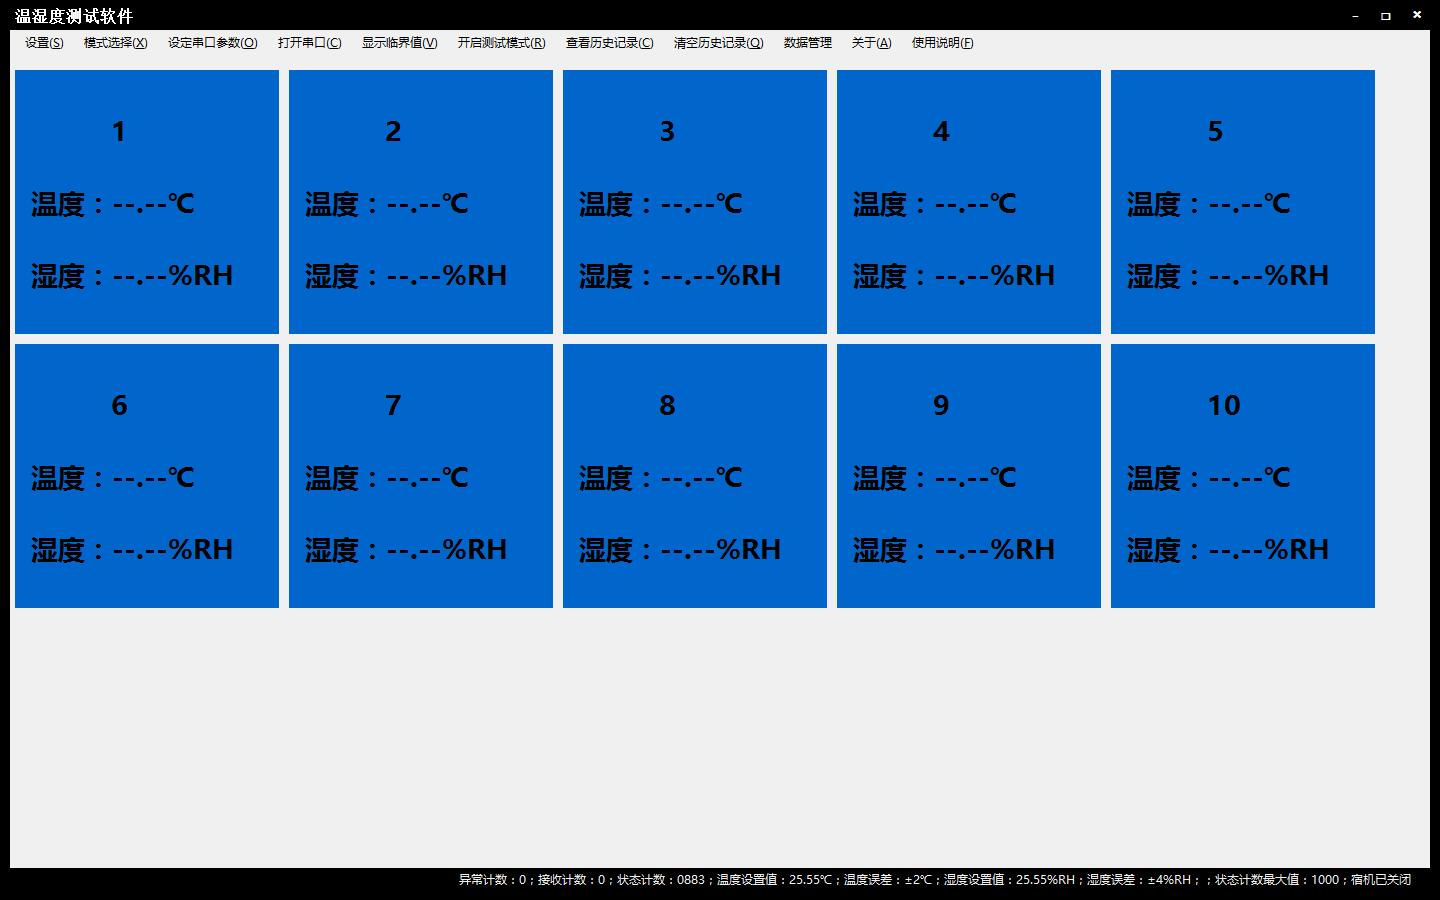 温湿度测试软件
设置(S) 模式选择(X) 设定串口参数(O) 打开串口(C) 显示临界值(V) 开启测试模式(R) 查看历史记录(C) 清空历史记录(Q) 数据管理 关于(A) 使用说明(F)
1 2 3 4 5
温度：--.--℃ 温度：--.--℃ 温度：--.--℃ 温度：--.--℃ 温度：--.--℃
湿度：--.--%RH 湿度：--.--%RH 湿度：--.--%RH 湿度：--.--%RH 湿度：--.--%RH
6 7 8 9 10
温度：--.--℃ 温度：--.--℃ 温度：--.--℃ 温度：--.--℃ 温度：--.--℃
湿度：--.--%RH 湿度：--.--%RH 湿度：--.--%RH 湿度：--.--%RH 湿度：--.--%RH
异常计数：0；接收计数：0；状态计数：0883；温度设置值：25.55℃；温度误差：±2℃；湿度设置值：25.55%RH；湿度误差：±4%RH；；状态计数最大值：1000；宿机已关闭